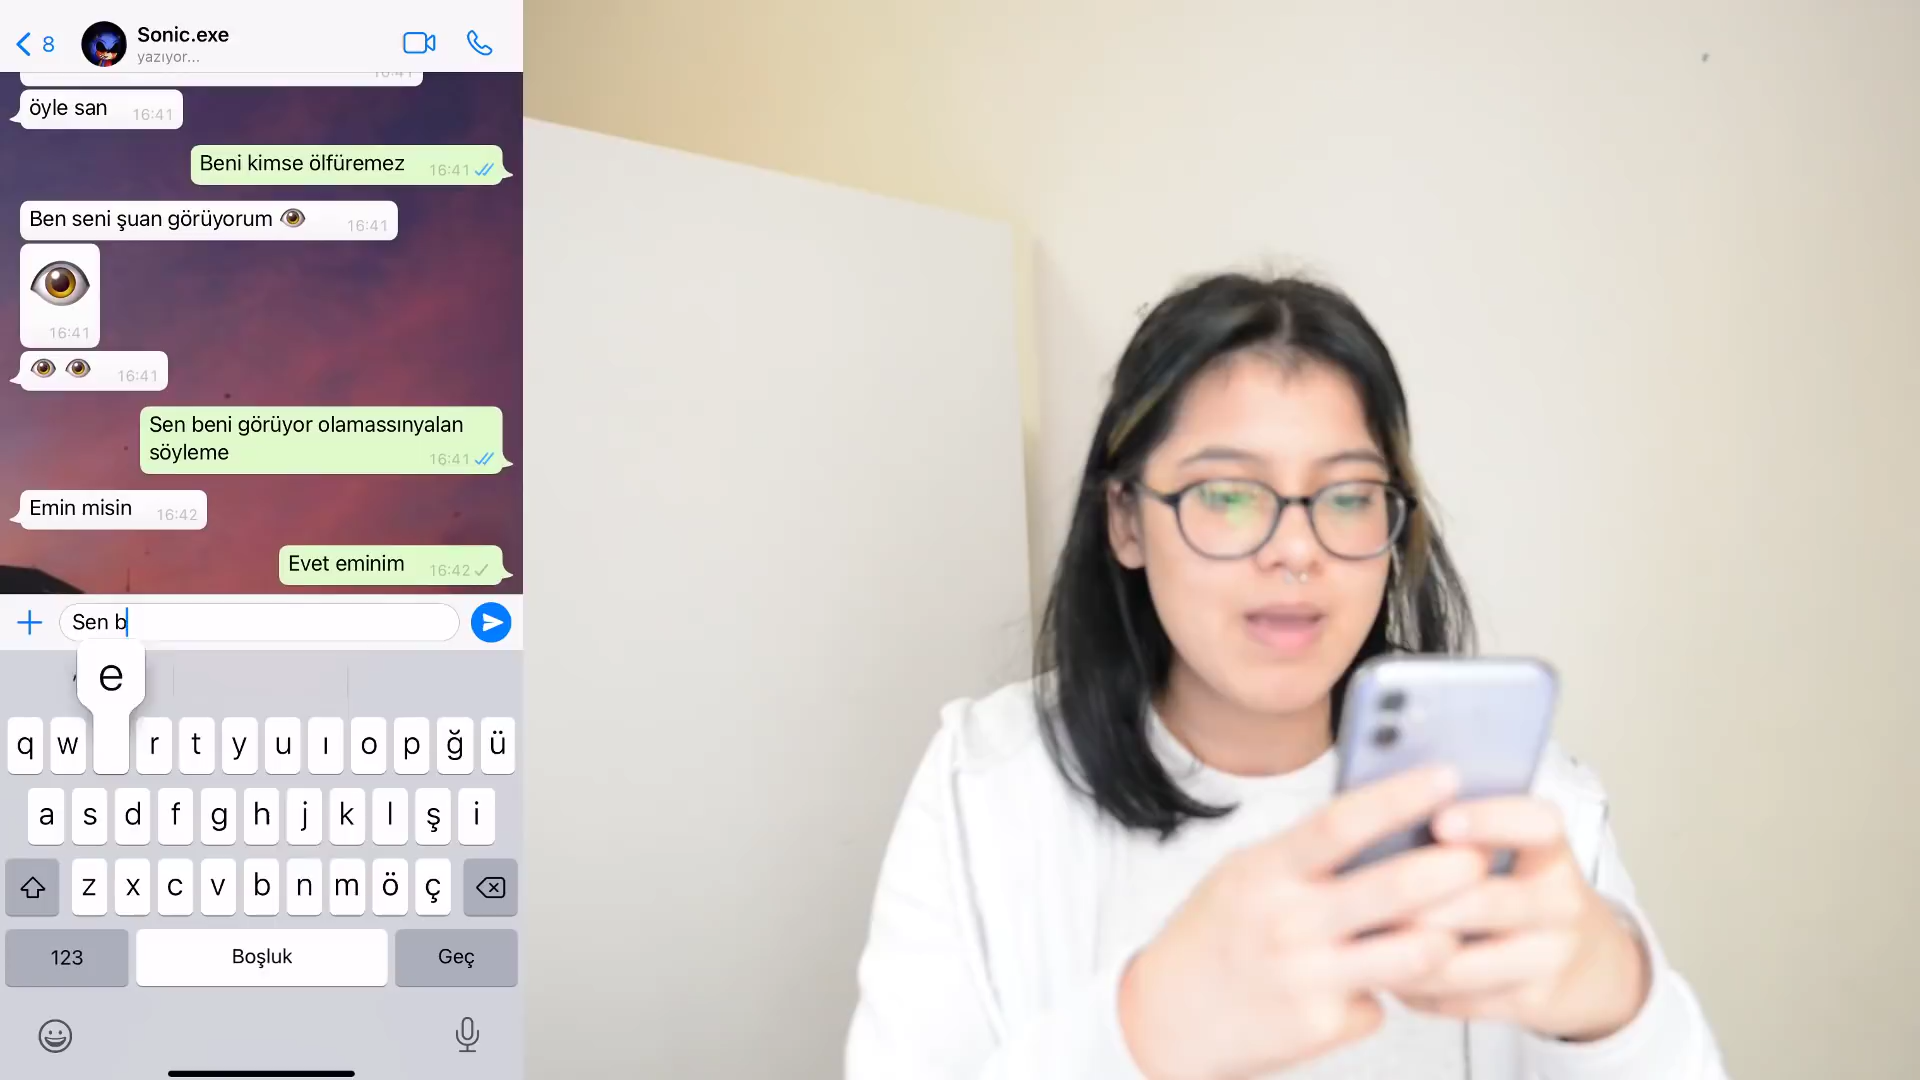 8
Sonic.exe
yazıyor...
16:41
öyle san 16:41
Beni kimse ölfüremez 16:41
Ben seni şuan görüyorum 👁 16:41
👁
16:41
👁 👁 16:41
Sen beni görüyor olamassınyalan
söyleme 16:41
Emin misin 16:42
Evet eminim 16:42
Sen b
e
q w r t y u ı o p ğ ü
a s d f g h j k l ş i
z x c v b n m ö ç
123 Boşluk Geç